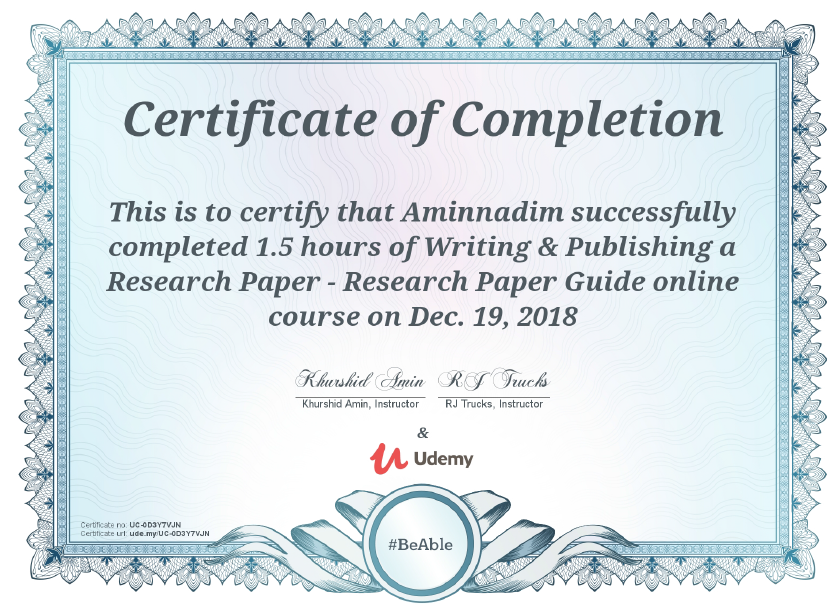 Certificate of Completion
This is to certify that Aminnadim successfully
completed 1.5 hours of Writing & Publishing a
Research Paper - Research Paper Guide online
course on Dec. 19, 2018
Khurshid Amin RJ Trucks
Khurshid Amin, Instructor RJ Trucks, Instructor
&
Udemy
Certificate no: UC-0D3Y7VJN
Certificate url: ude.my/UC-0D3Y7VJN
#BeAble